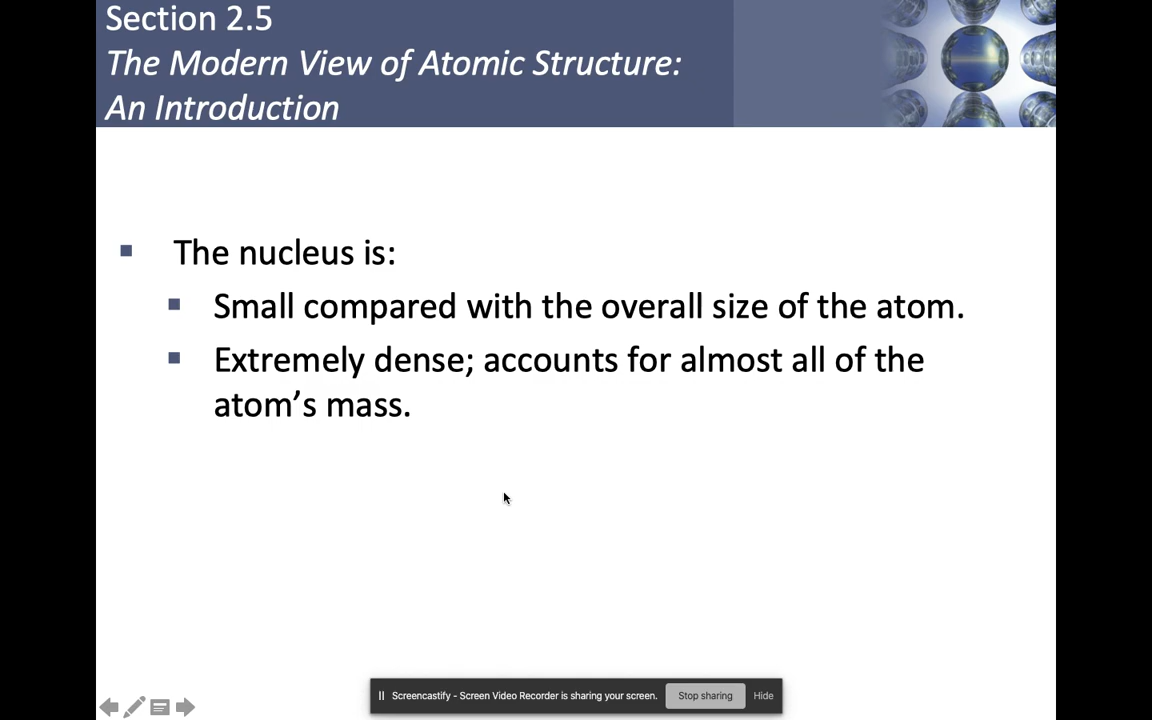 Section 2.5
The Modern View of Atomic Structure:
An Introduction
The nucleus is:
Small compared with the overall size of the atom.
Extremely dense; accounts for almost all of the
atom’s mass.
Screencastify - Screen Video Recorder is sharing your screen.
Stop sharing
Hide